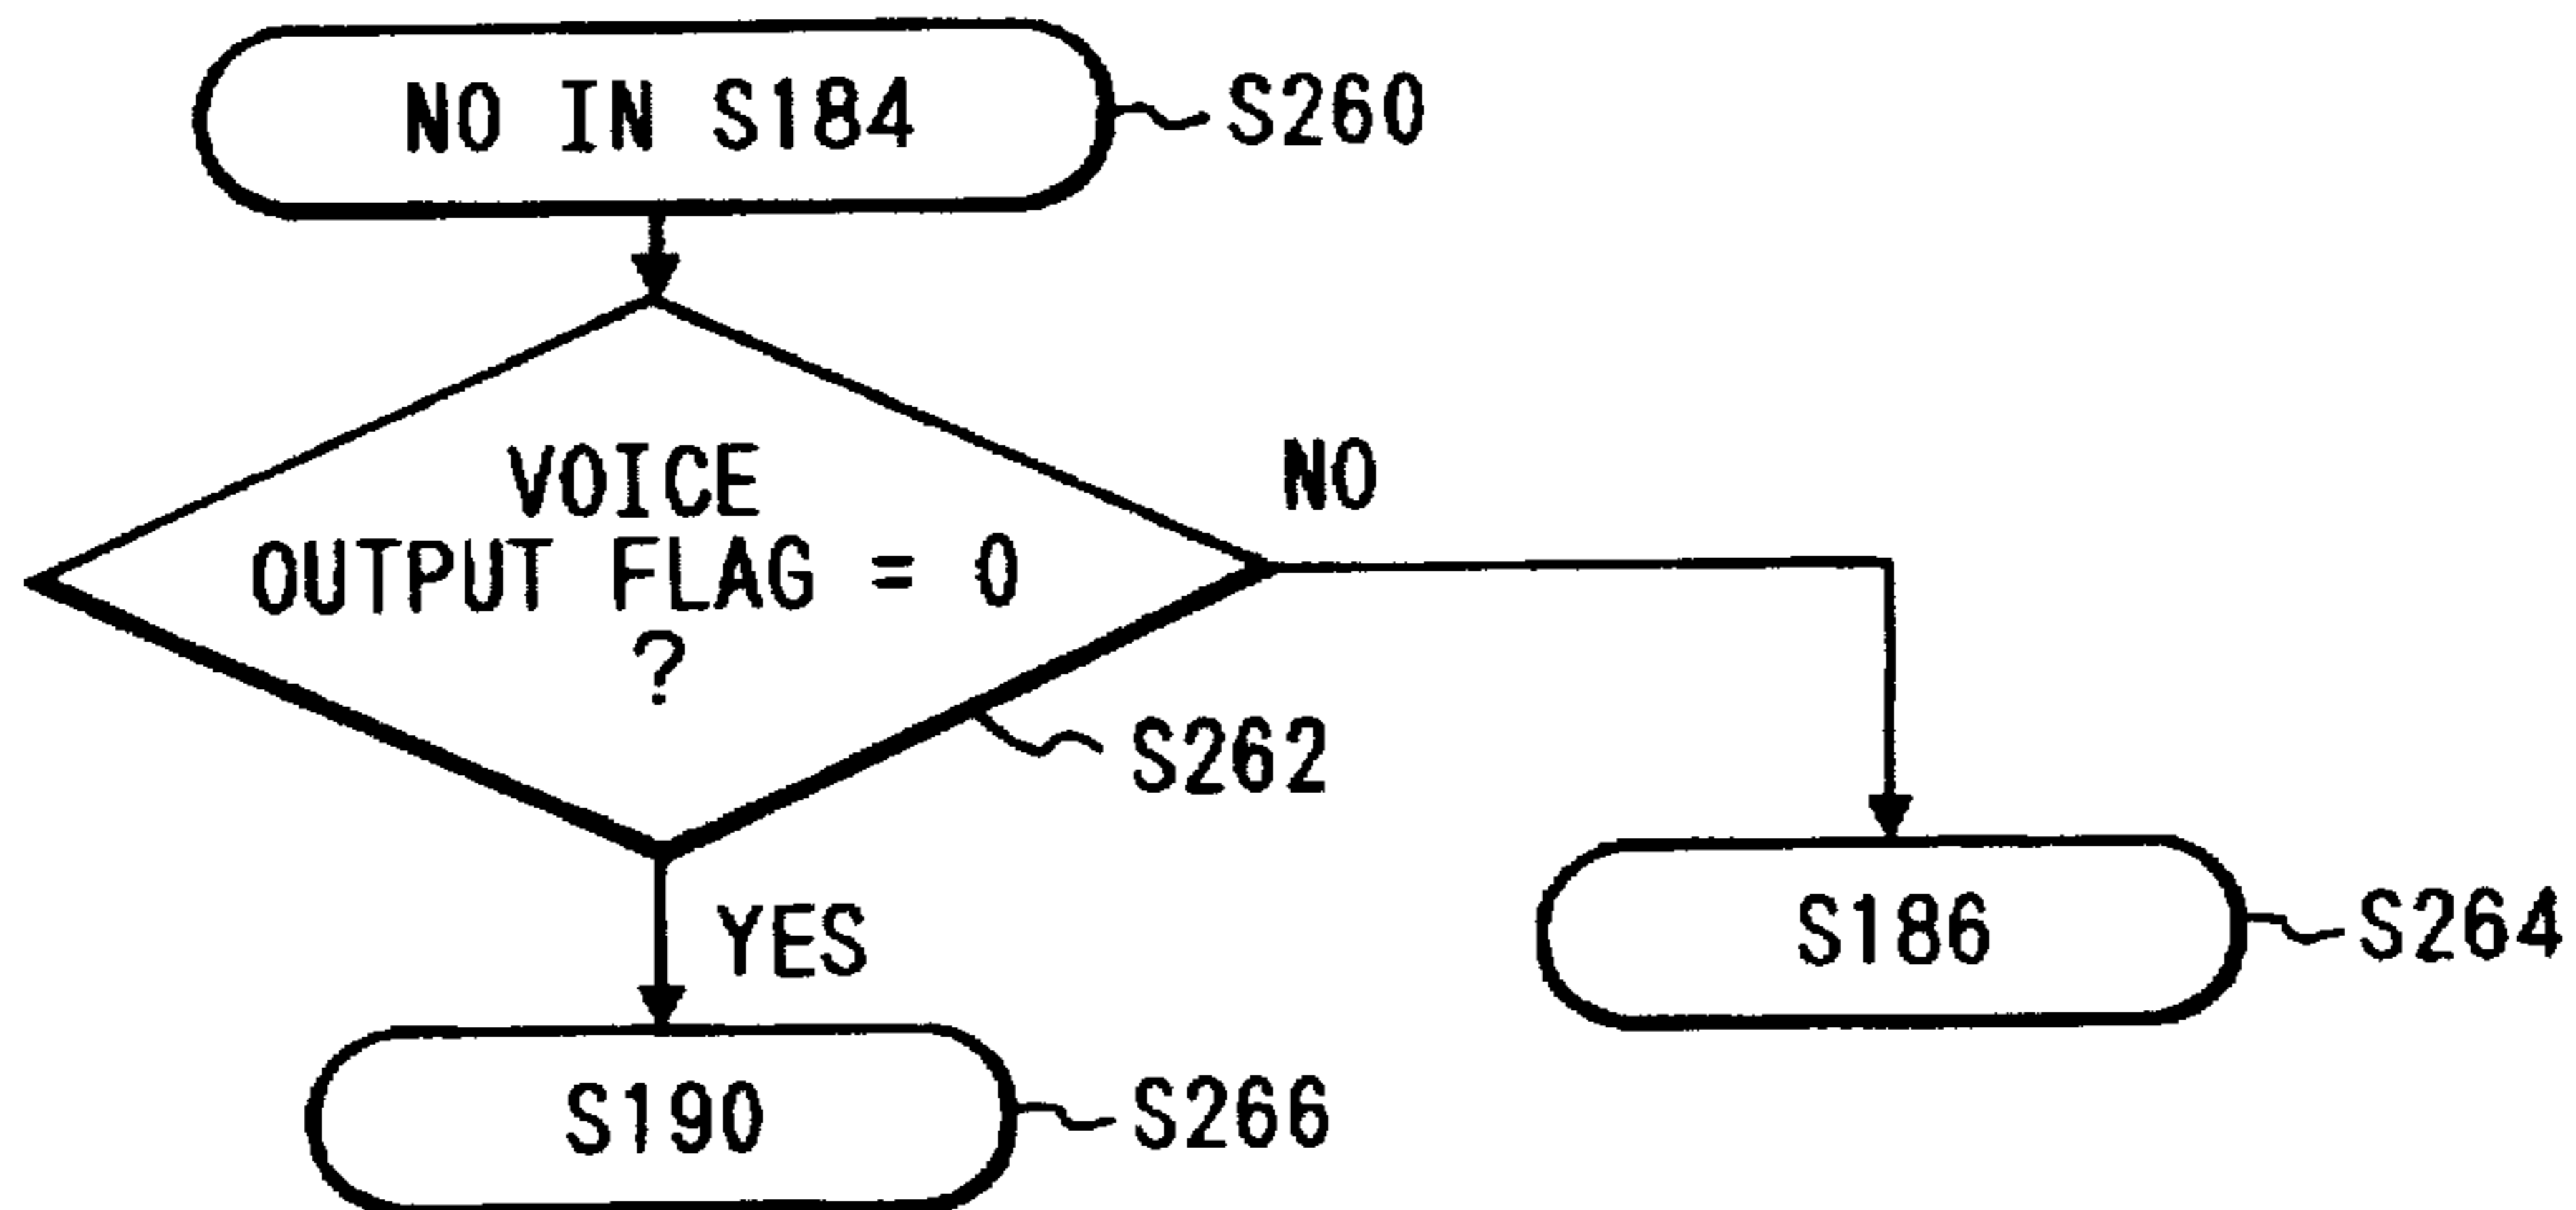 NO IN S184
S260
VOICE
OUTPUT FLAG = 0
?
NO
S262
YES
S186
S264
S190
S266